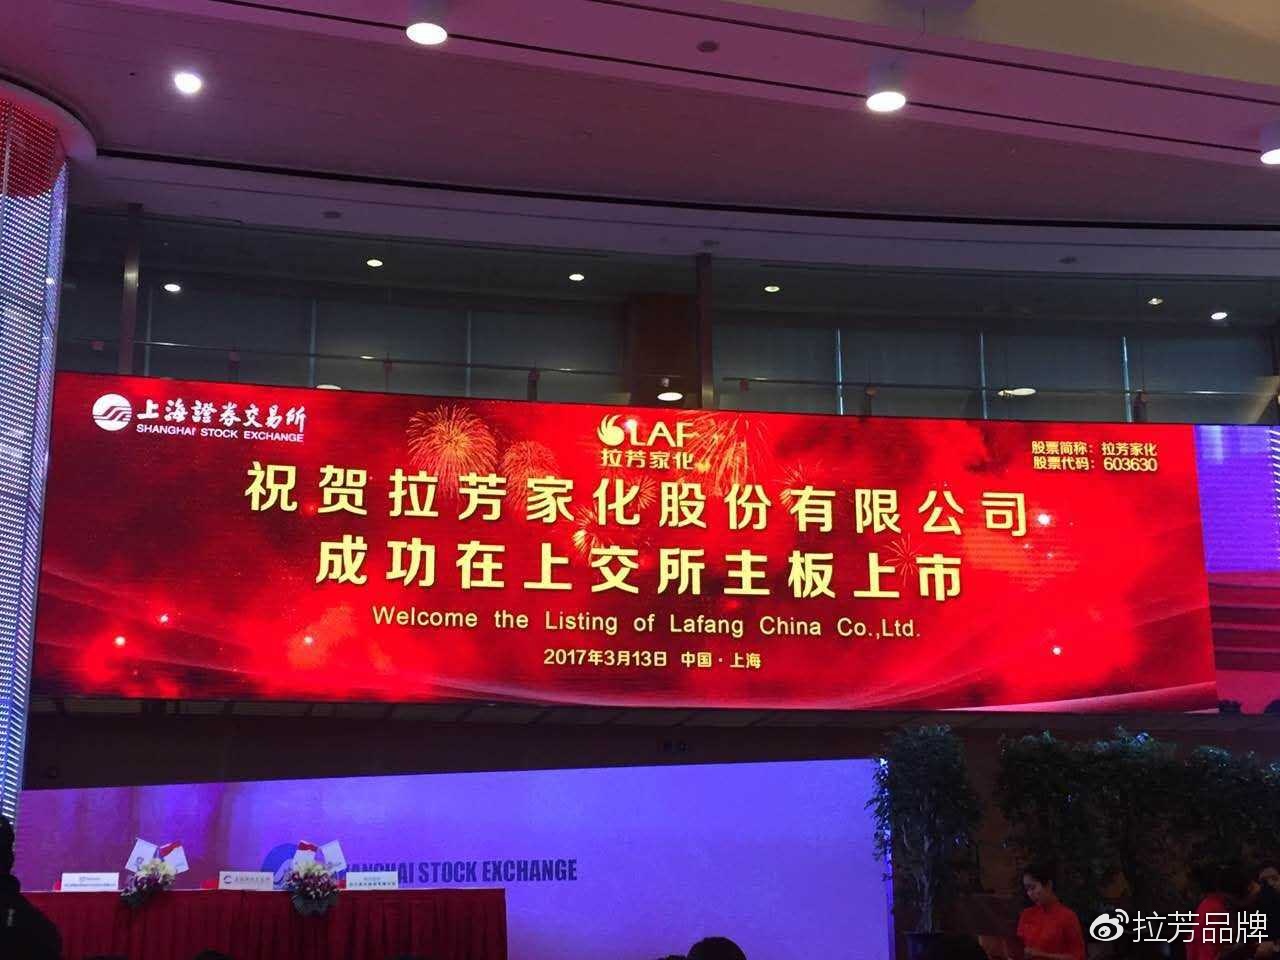 上海證券交易所
SHANGHAI STOCK EXCHANGE
LAF
拉芳家化
股票简称：拉芳家化
股票代码：603630
祝贺拉芳家化股份有限公司
成功在上交所主板上市
Welcome the Listing of Lafang China Co.,Ltd.
2017年3月13日 中国·上海
SHANGHAI STOCK EXCHANGE
拉芳品牌